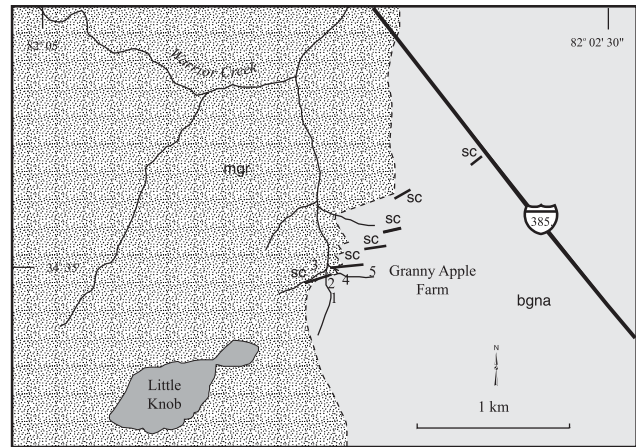 82° 05'
82° 02' 30"
Warrior Creek
sc
mgr
sc
385
sc
sc
sc
34° 35'
sc
3
5
Granny Apple
Farm
2
4
1
bgna
N
Little
Knob
1 km